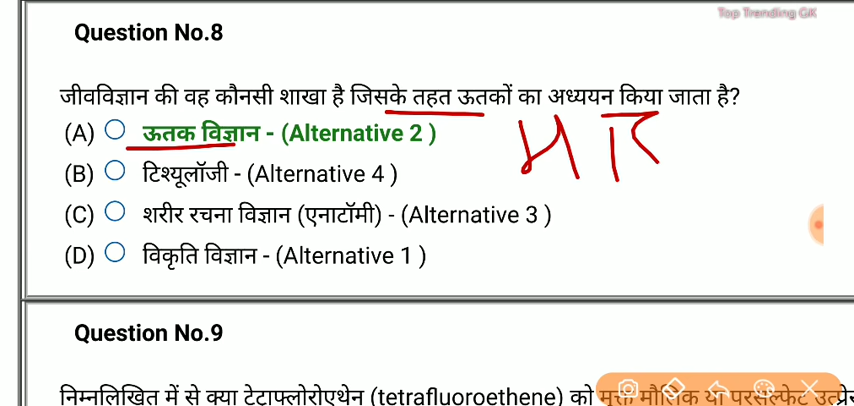 Top Trending GK
Question No.8
जीवविज्ञान की वह कौनसी शाखा है जिसके तहत ऊतकों का अध्ययन किया जाता है?
(A) ऊतक विज्ञान - (Alternative 2 )
(B) टिश्यूलॉजी - (Alternative 4 )
(C) शरीर रचना विज्ञान (एनाटॉमी) - (Alternative 3 )
(D) विकृति विज्ञान - (Alternative 1 )
Question No.9
निम्नलिखित में से क्या टेट्राफ्लोरोएथेन (tetrafluoroethene) को मुक्त मौलिक या